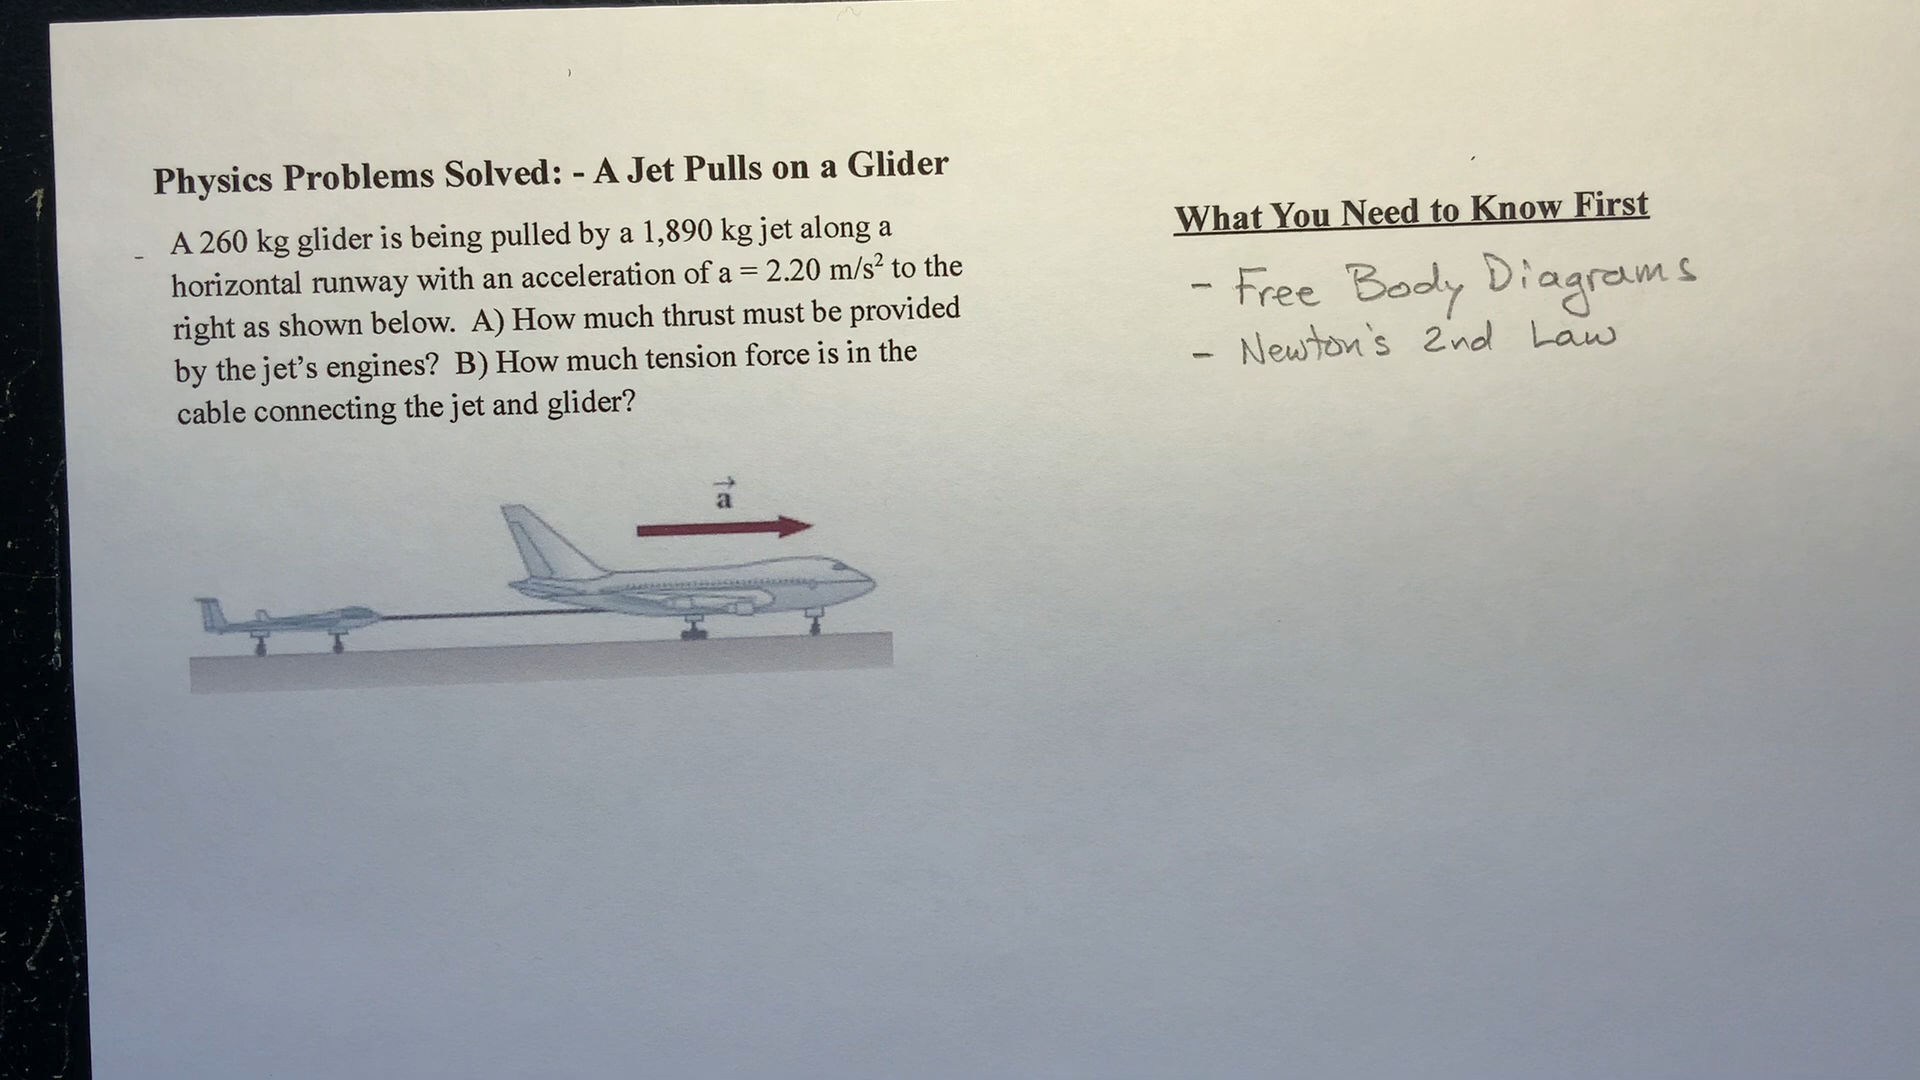 Physics Problems Solved: - A Jet Pulls on a Glider
A 260 kg glider is being pulled by a 1,890 kg jet along a
horizontal runway with an acceleration of a = 2.20 m/s² to the
right as shown below. A) How much thrust must be provided
by the jet’s engines? B) How much tension force is in the
cable connecting the jet and glider?
a⃗
What You Need to Know First
- Free Body Diagrams
- Newton's 2nd Law